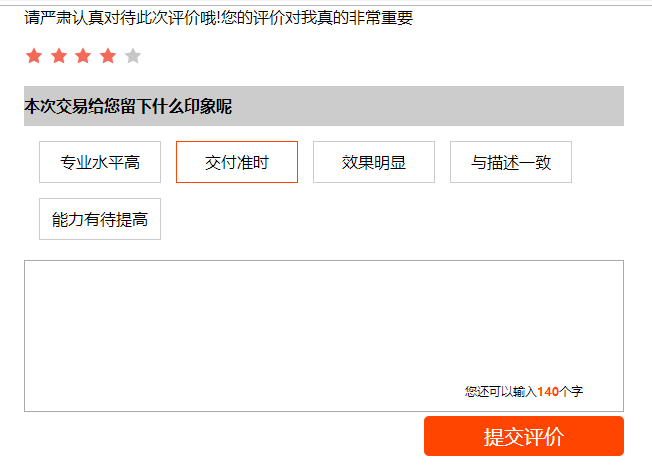 请严肃认真对待此次评价哦!您的评价对我真的非常重要
本次交易给您留下什么印象呢
专业水平高 交付准时 效果明显 与描述一致
能力有待提高
您还可以输入140个字
提交评价